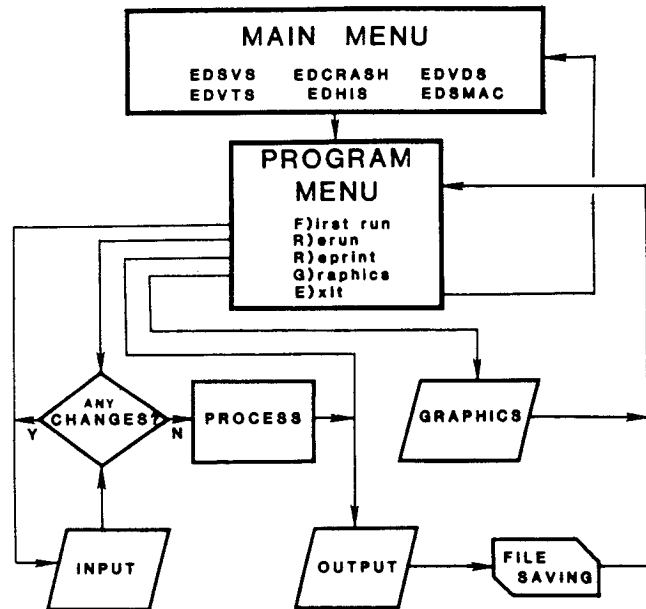 MAIN MENU
EDSVS EDCRASH EDVDS
EDVTS EDHIS EDSMAC
PROGRAM
MENU
F)irst run
R)erun
R)eprint
G)raphics
E)xit
ANY
CHANGES?
Y
N
PROCESS
GRAPHICS
INPUT
OUTPUT
FILE
SAVING